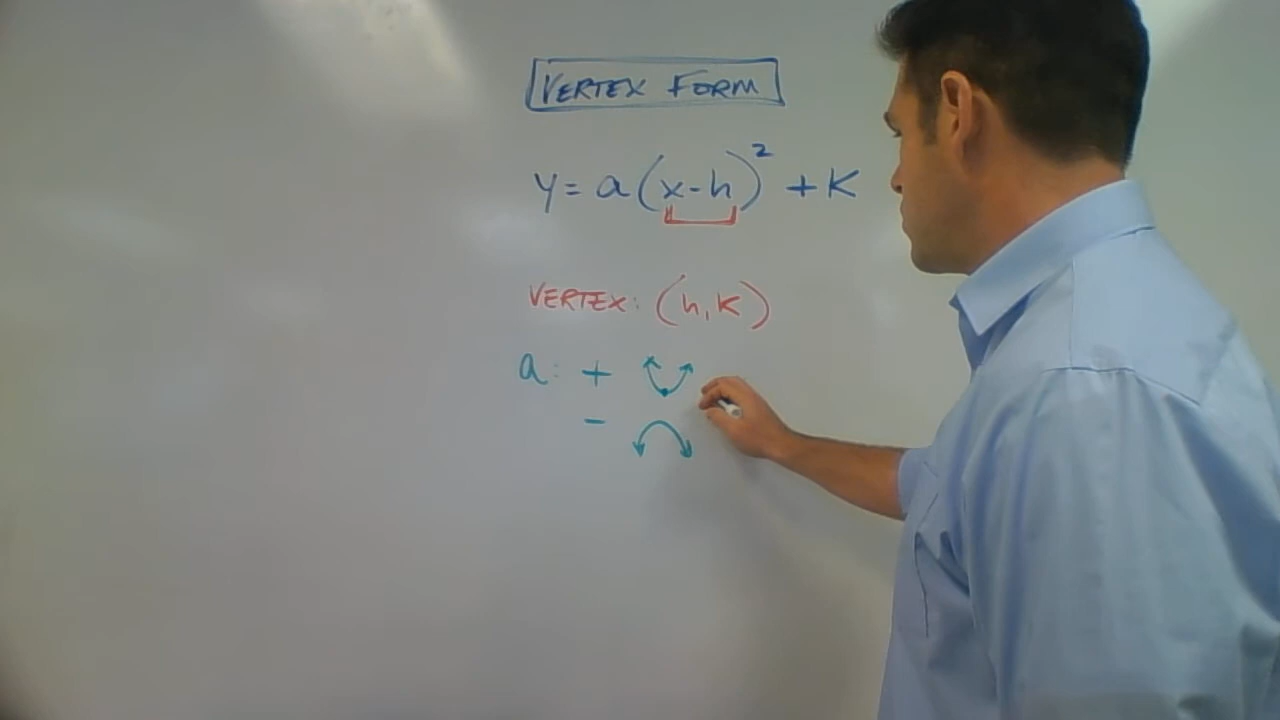 VERTEX FORM
y = a(x-h)² + K
VERTEX: (h, K)
a: +
-